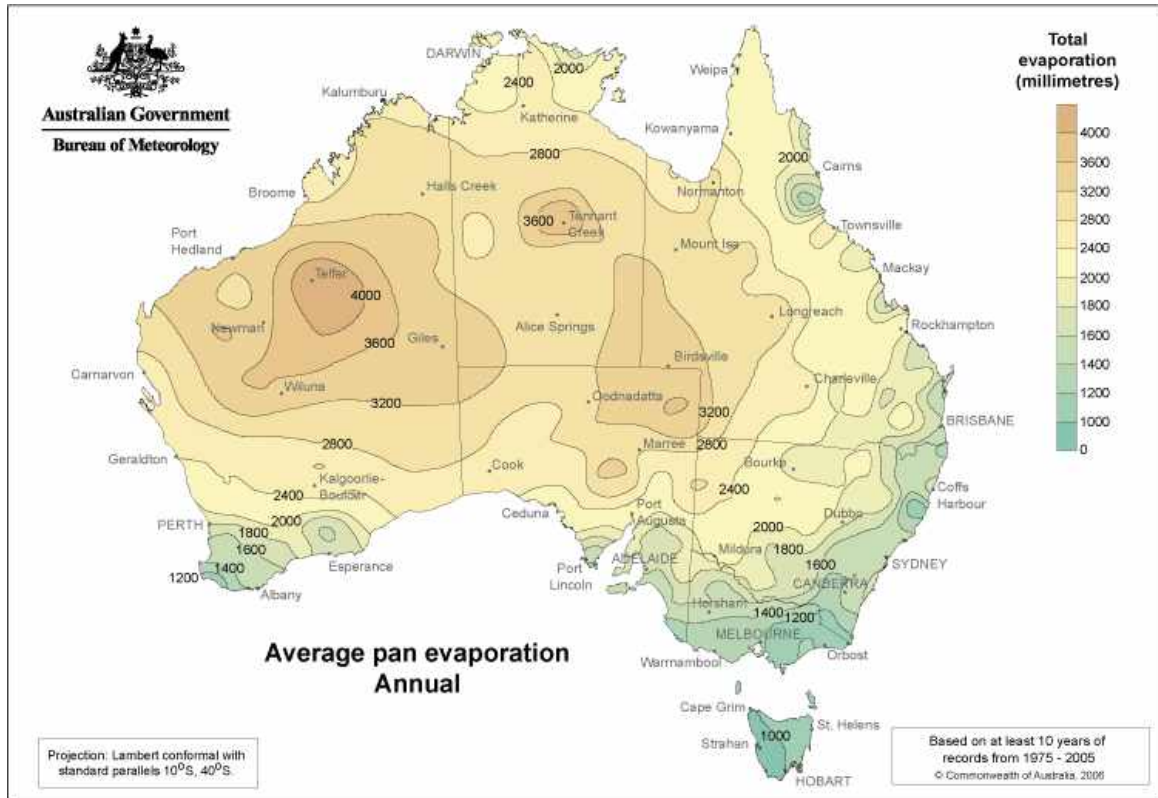 Australian Government
Bureau of Meteorology
Total
evaporation
(millimetres)
4000
3600
3200
2800
2400
2000
1800
1600
1400
1200
1000
0
DARWIN
2400
2000
Weipa
Kalumburu
Katherine
Kowanyama
2800
2000
Cairns
Broome
Halls Creek
Normanton
3600
Tennant
Creek
Townsville
Port
Hedland
Mount Isa
Telfer
4000
Mackay
Newman
Alice Springs
Longreach
Rockhampton
3600
Giles
Birdsville
Carnarvon
Wiluna
Charleville
3200
Oodnadatta
3200
BRISBANE
2800
Marree
2800
Geraldton
Cook
Bourke
Kalgoorlie-
Boulder
2400
2400
Coffs
Harbour
PERTH
2000
Ceduna
Port
Augusta
2000
Dubbo
1800
1600
Mildura
1800
1600
SYDNEY
1200
1400
Esperance
Port
Lincoln
ADELAIDE
CANBERRA
Albany
Horsham
1400
1200
MELBOURNE
Warrnambool
Orbost
Average pan evaporation
Annual
Cape Grim
St. Helens
1000
Strahan
HOBART
Projection: Lambert conformal with
standard parallels 10°S, 40°S.
Based on at least 10 years of
records from 1975 - 2005
© Commonwealth of Australia, 2006